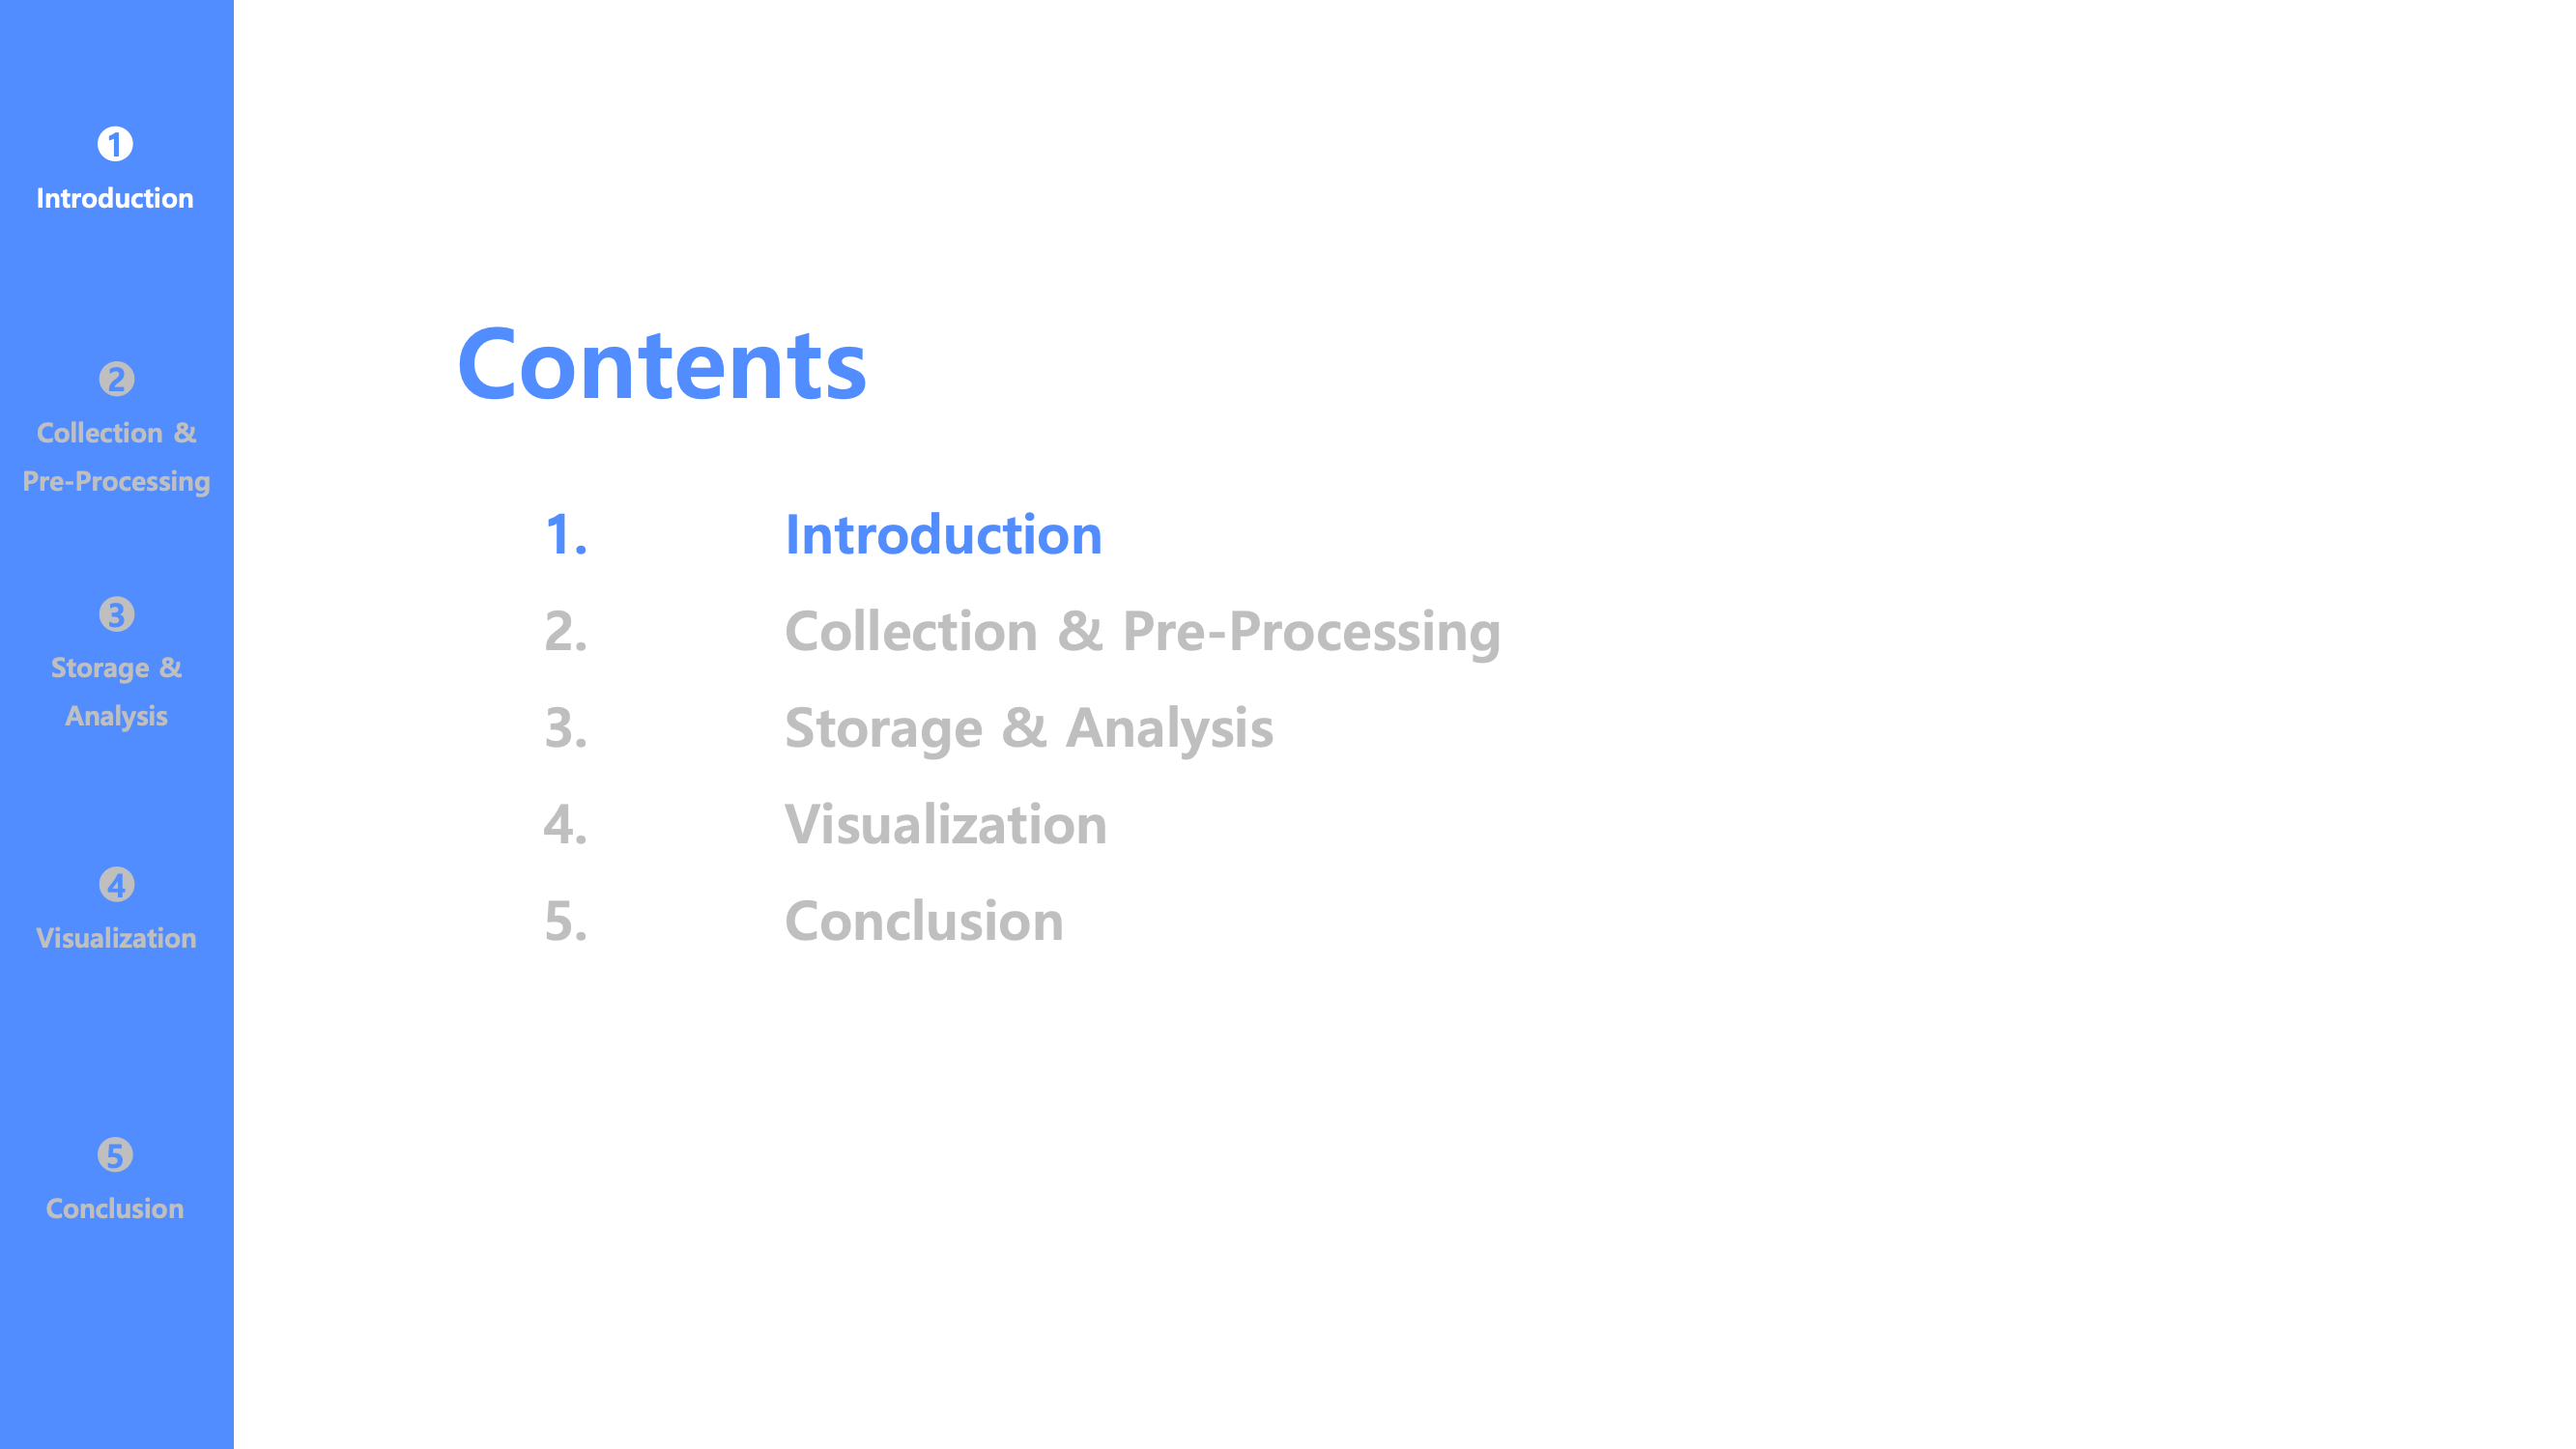 ❶
Introduction
❷
Collection &
Pre-Processing
❸
Storage &
Analysis
❹
Visualization
❺
Conclusion
Contents
1. Introduction
2. Collection & Pre-Processing
3. Storage & Analysis
4. Visualization
5. Conclusion